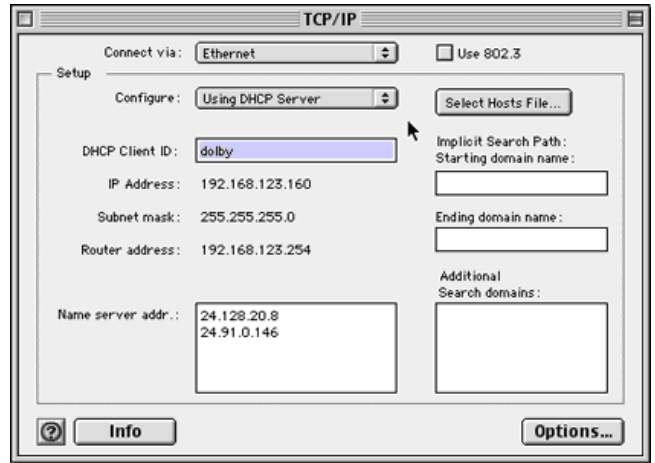 TCP/IP
Connect via: Ethernet
Use 802.3
Setup
Configure: Using DHCP Server
Select Hosts File...
DHCP Client ID: dolby
IP Address: 192.168.123.160
Subnet mask: 255.255.255.0
Router address: 192.168.123.254
Name server addr.: 24.128.20.8
24.91.0.146
Implicit Search Path:
Starting domain name:
Ending domain name:
Additional
Search domains:
?
Info
Options...